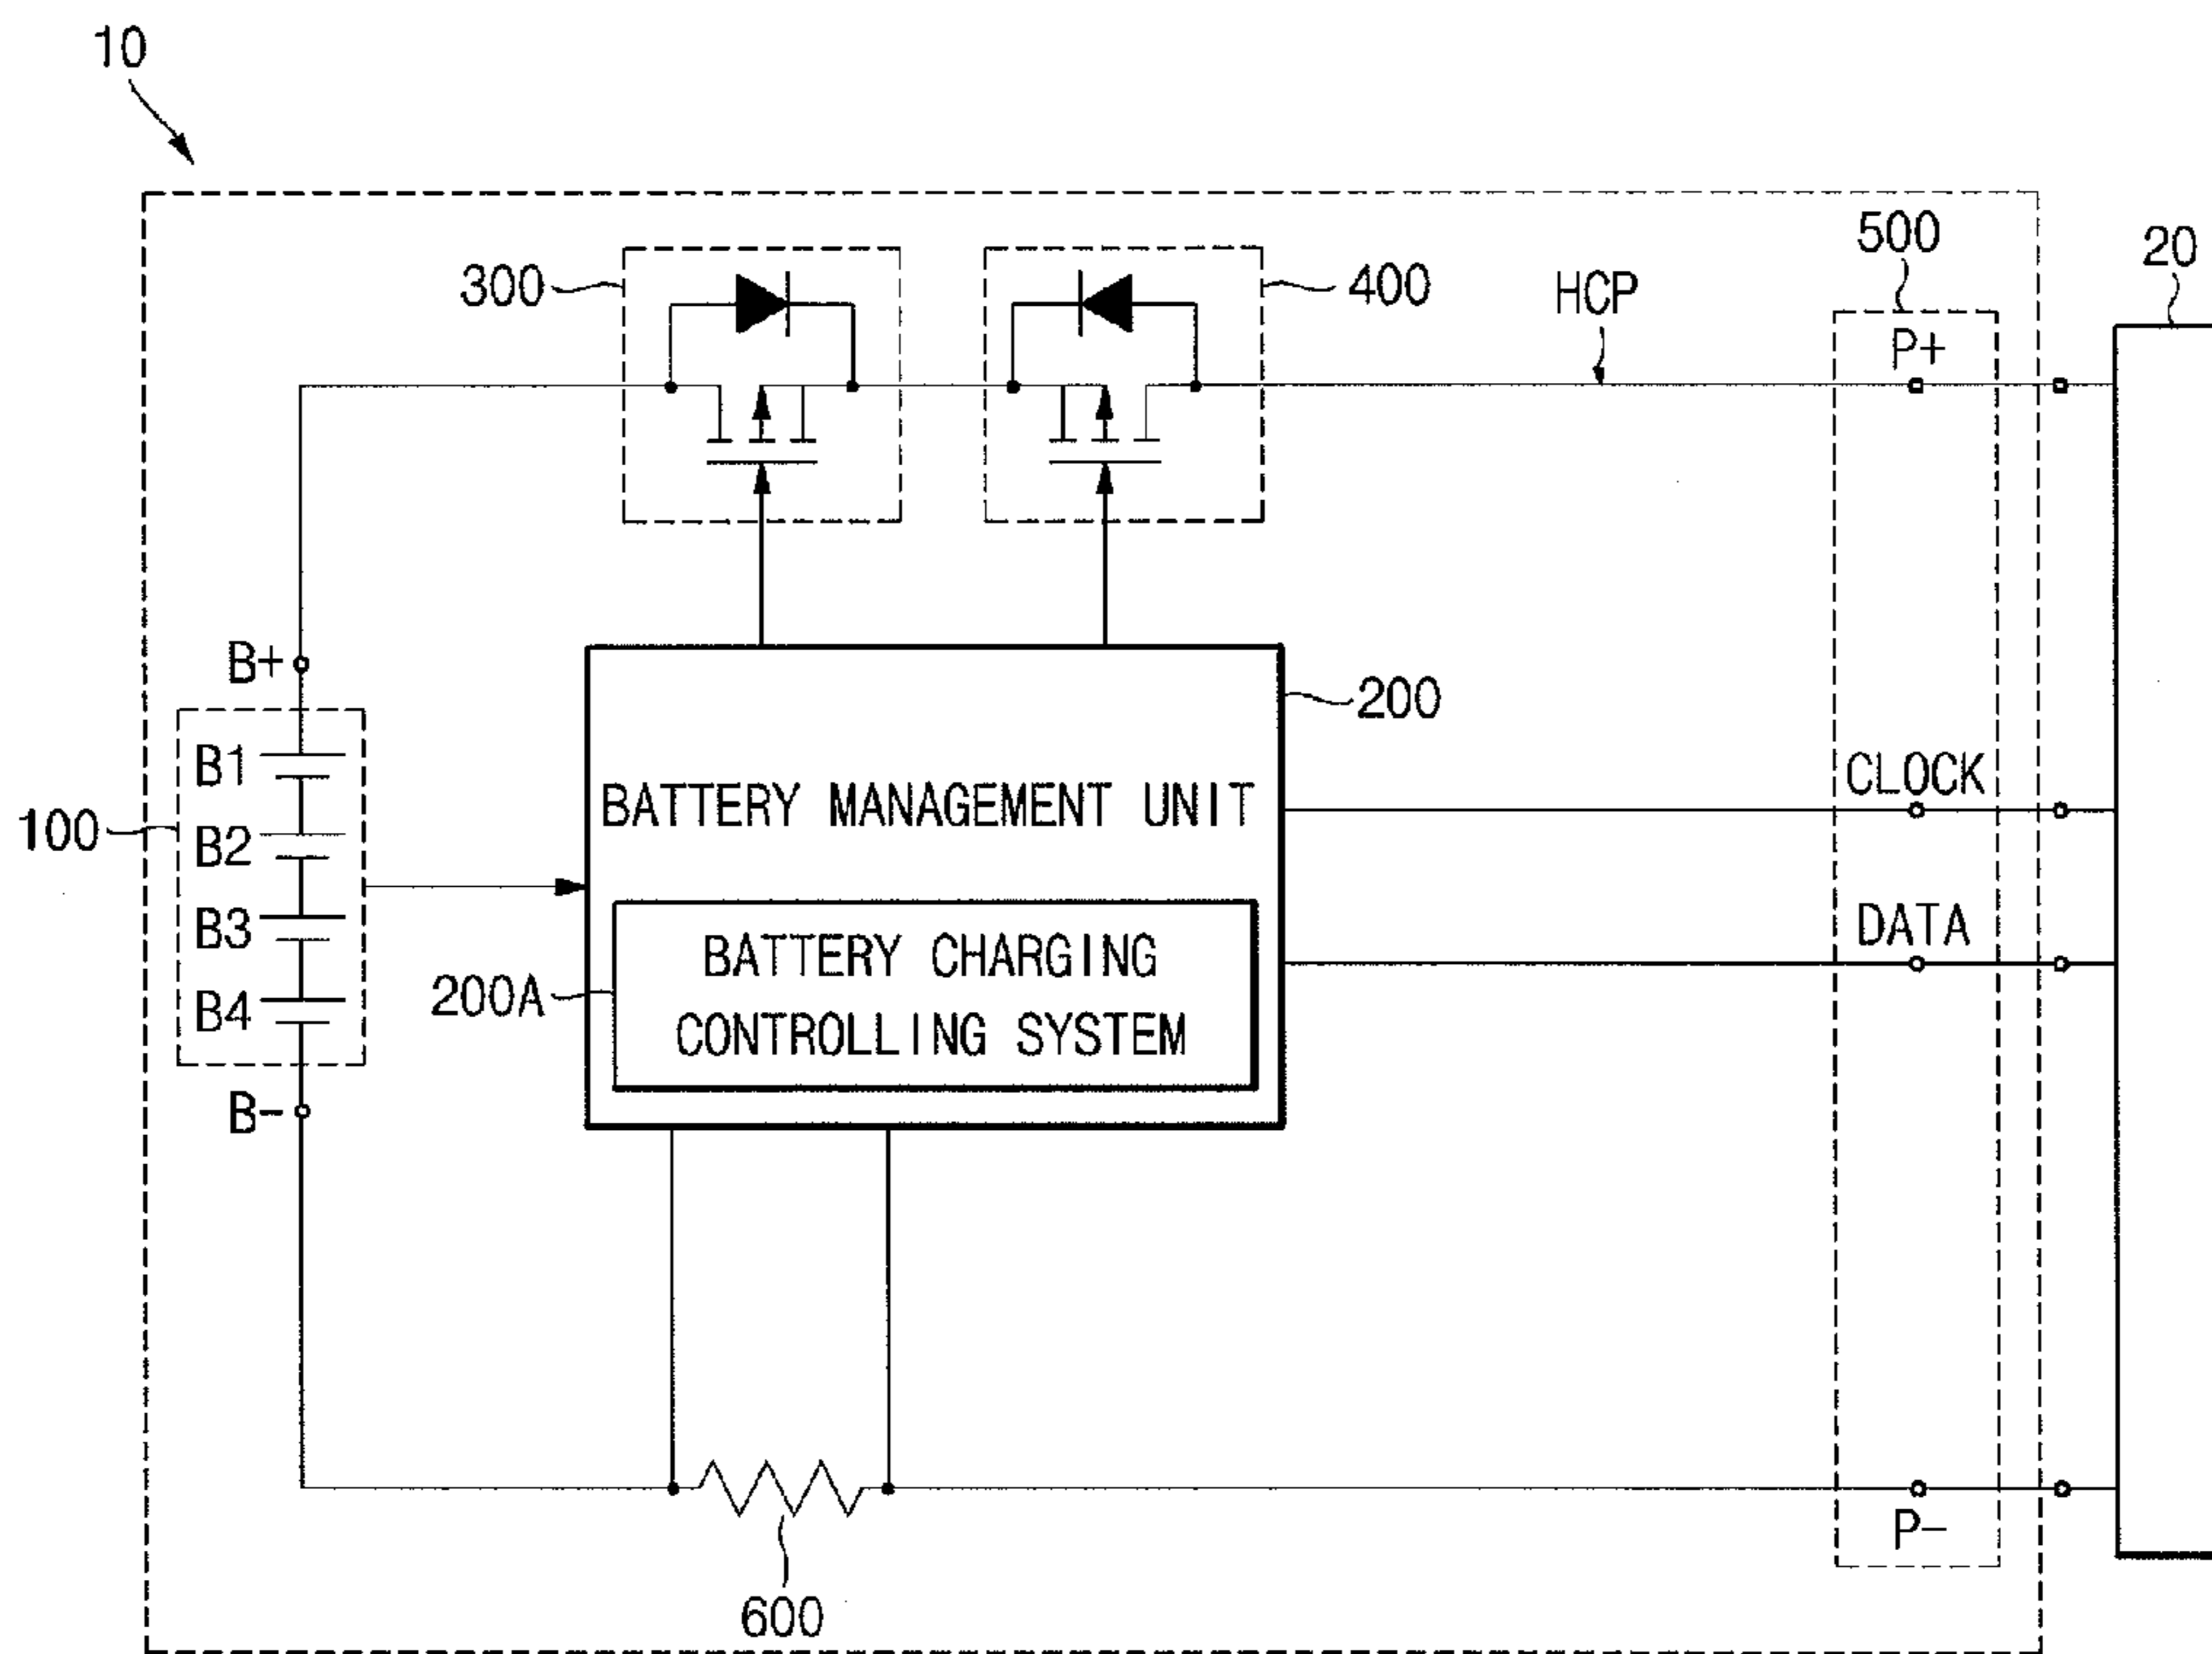 10
500
20
300
400
HCP
P+
B+
200
B1
BATTERY MANAGEMENT UNIT
CLOCK
100
B2
B3
DATA
BATTERY CHARGING
200A
B4
CONTROLLING SYSTEM
B-
P-
600